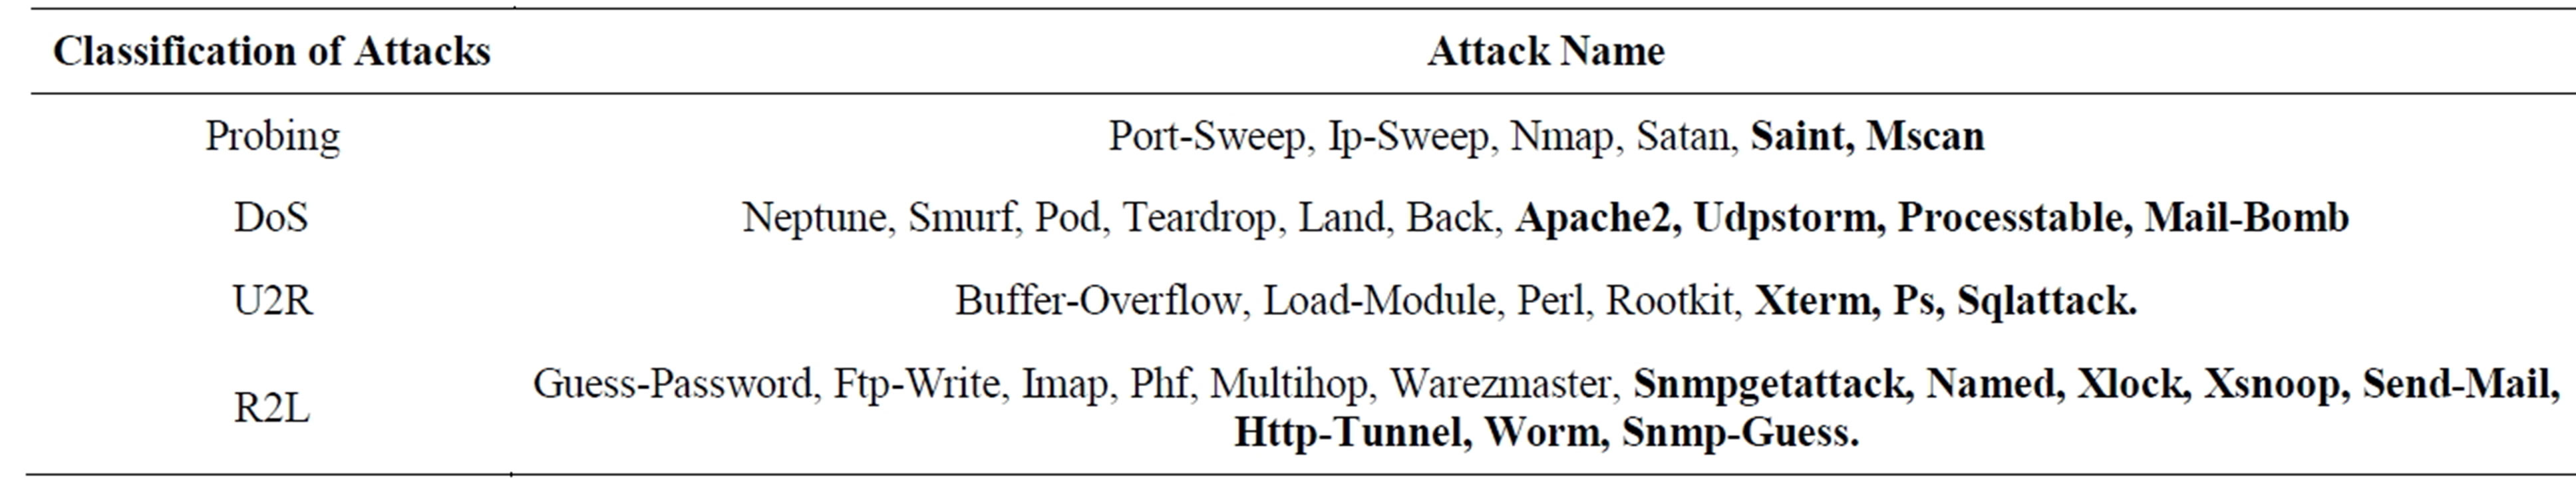 Classification of Attacks Attack Name
Probing Port-Sweep, Ip-Sweep, Nmap, Satan, Saint, Mscan
DoS Neptune, Smurf, Pod, Teardrop, Land, Back, Apache2, Udpstorm, Processtable, Mail-Bomb
U2R Buffer-Overflow, Load-Module, Perl, Rootkit, Xterm, Ps, Sqlattack.
R2L Guess-Password, Ftp-Write, Imap, Phf, Multihop, Warezmaster, Snmpgetattack, Named, Xlock, Xsnoop, Send-Mail,
Http-Tunnel, Worm, Snmp-Guess.